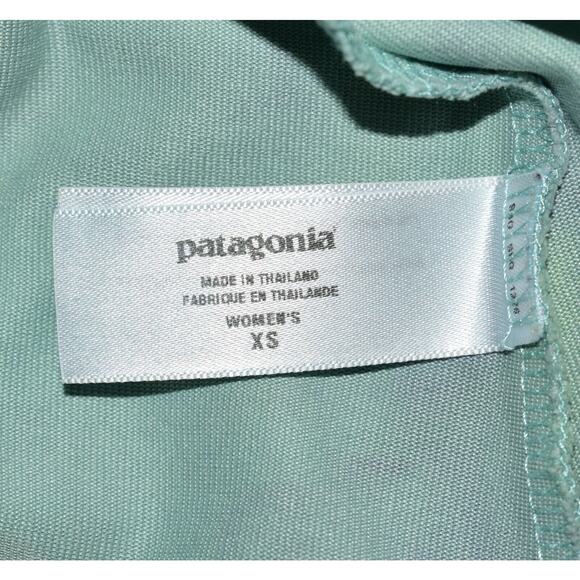 patagonia
MADE IN THAILAND
FABRIQUE EN THAILANDE
WOMEN'S
XS